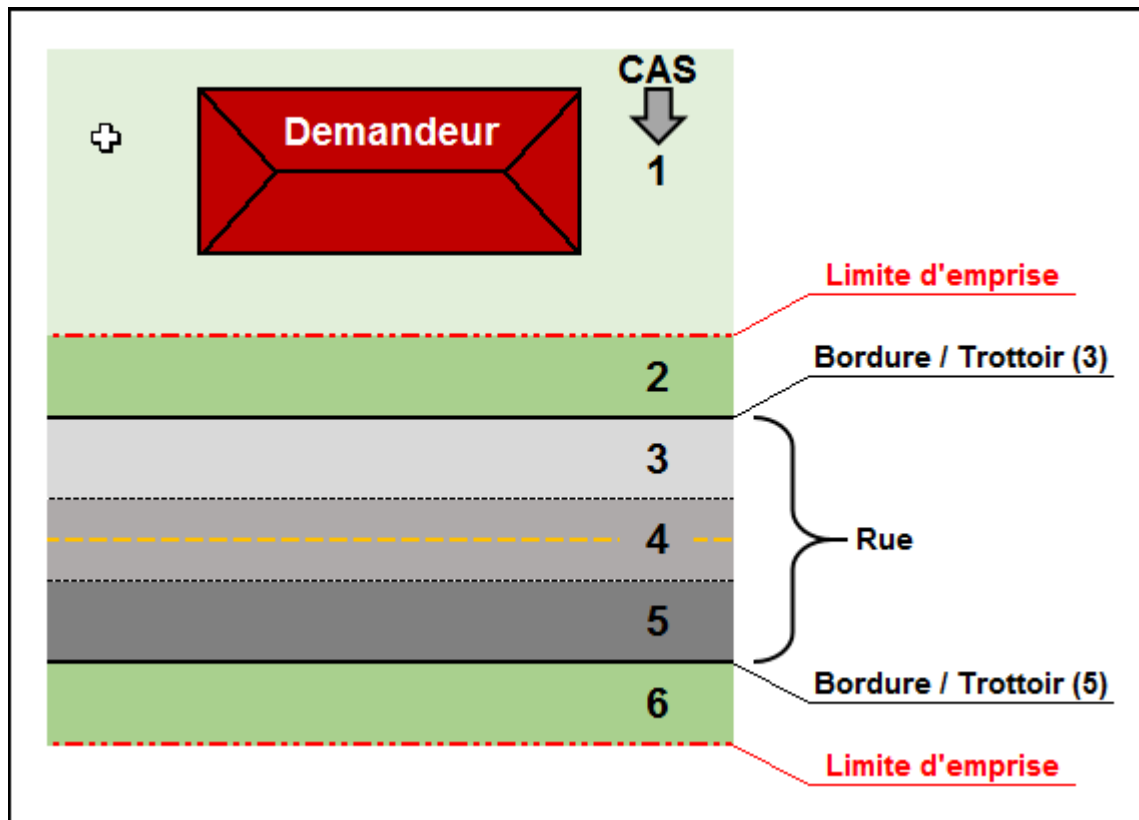 CAS
Demandeur
1
Limite d'emprise
2
Bordure / Trottoir (3)
3
4
Rue
5
Bordure / Trottoir (5)
6
Limite d'emprise